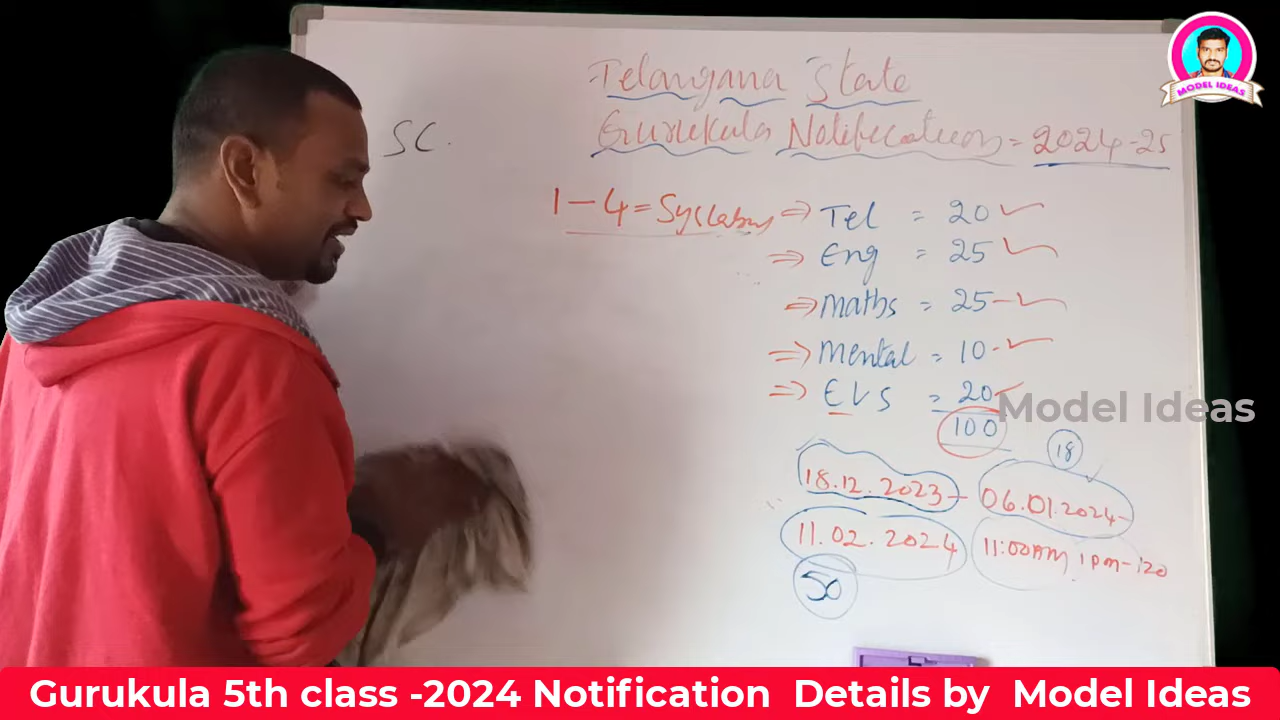 MODEL IDEAS
Telangana State
SC.
Gurukula Notification = 2024-25
1-4 = Syllabus => Tel = 20
=> Eng = 25
=> maths = 25
=> mental = 10
=> EVS = 20
100
Model Ideas
18
18.12.2023 - 06.01.2024-
11.02.2024 11:00AM 1PM-120
50
Gurukula 5th class -2024 Notification Details by Model Ideas